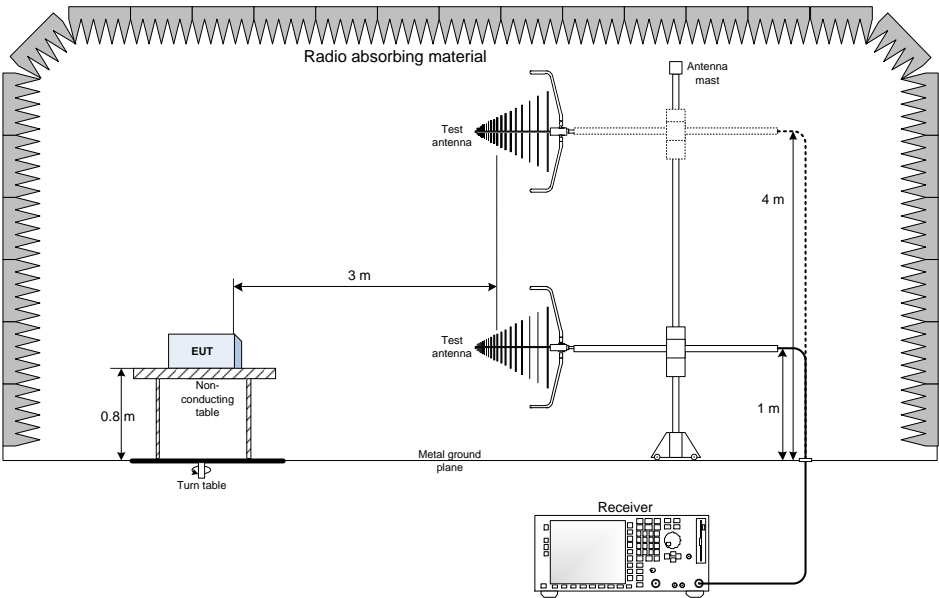 Radio absorbing material
Antenna
mast
Test
antenna
4 m
3 m
Test
antenna
EUT
Non-
conducting
table
0.8 m
1 m
Metal ground
plane
Turn table
Receiver